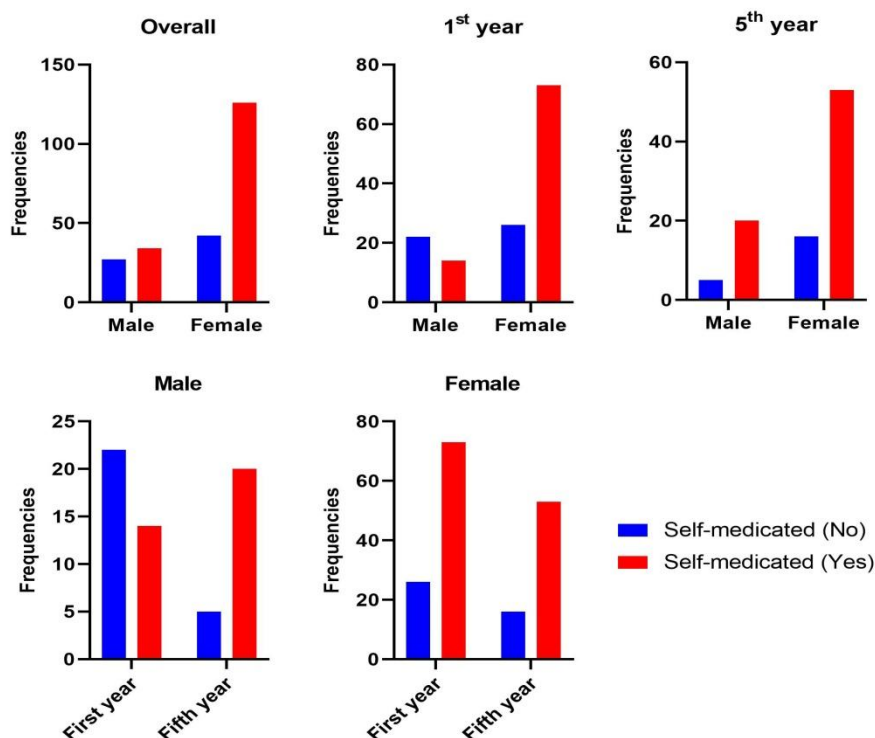 Overall
Frequencies
150
100
50
0
Male Female
1st year
Frequencies
80
60
40
20
0
Male Female
5th year
Frequencies
60
40
20
0
Male Female
Male
Frequencies
25
20
15
10
5
0
First year Fifth year
Female
Frequencies
80
60
40
20
0
First year Fifth year
Self-medicated (No)
Self-medicated (Yes)